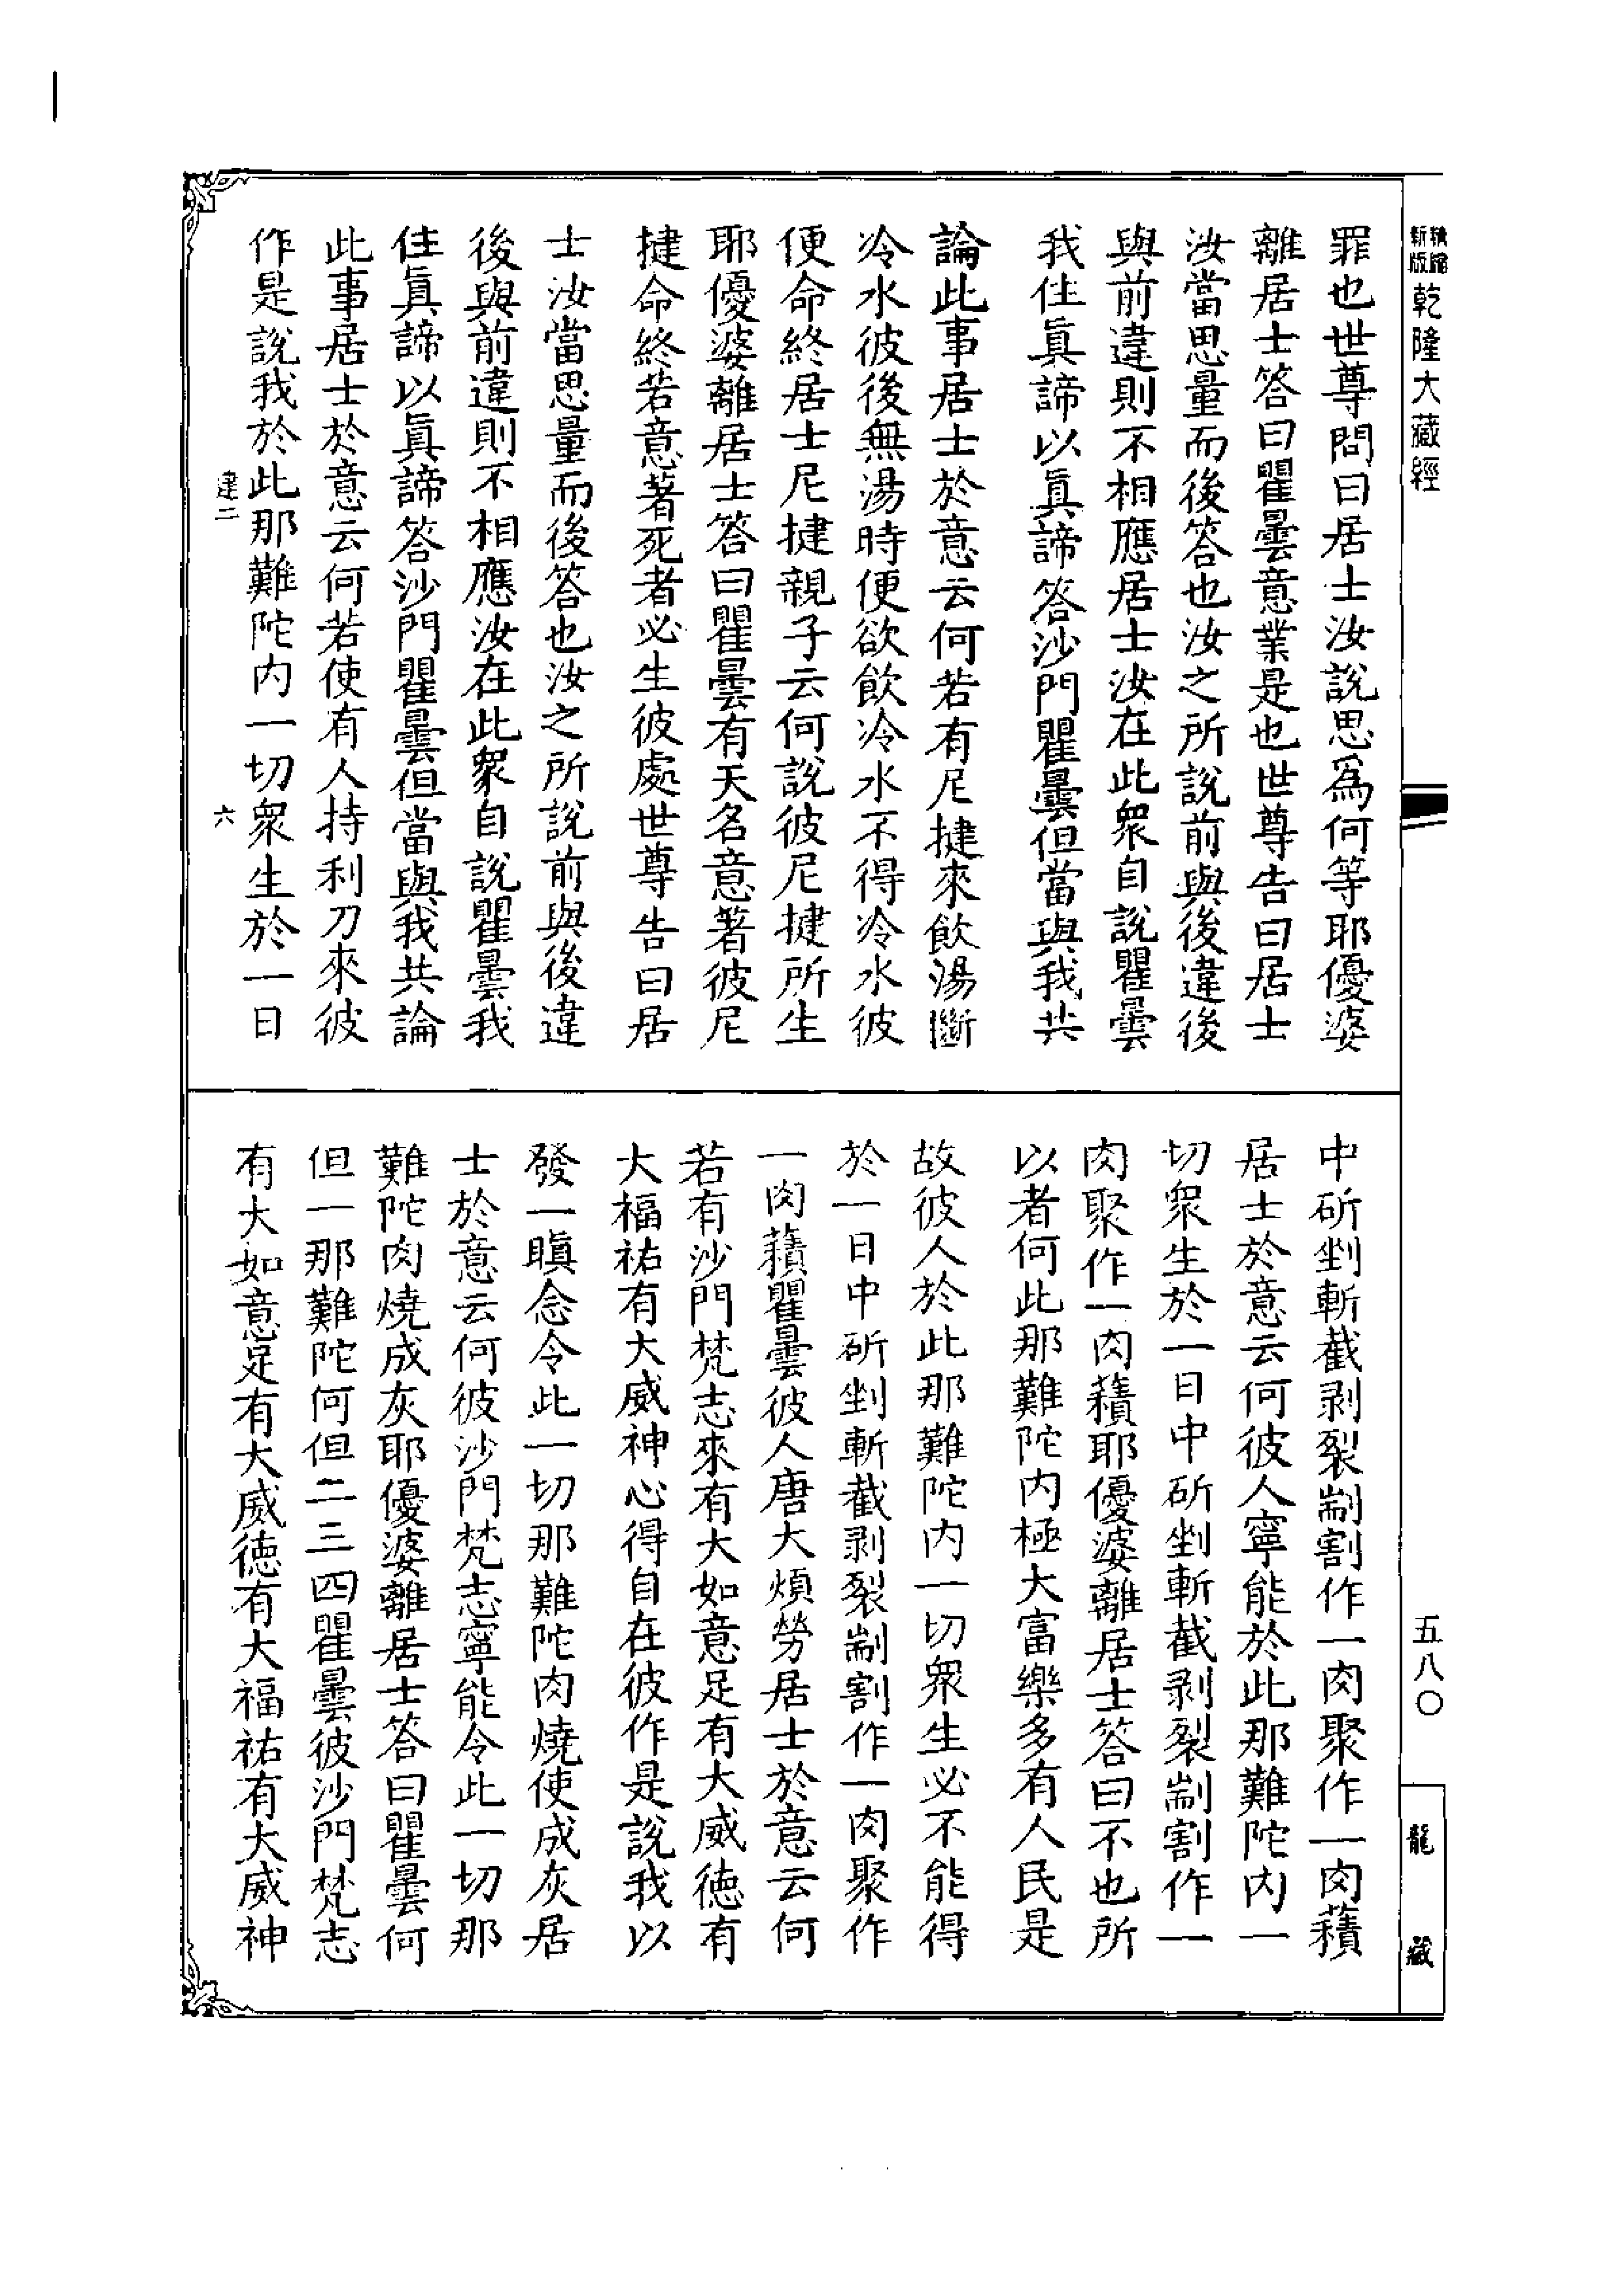 精縮新版乾隆大藏經
罪也世尊問曰居士汝說思爲何等耶優婆
離居士答曰瞿曇意業是也世尊告曰居士
汝當思量而後答也汝之所說前與後違後
與前違則不相應居士汝在此衆自說瞿曇
我住眞諦以眞諦答沙門瞿曇但當與我共
論此事居士於意云何若有尼揵來飲湯斷
冷水彼後無湯時便欲飲冷水不得冷水彼
便命終居士尼揵親子云何說彼尼揵所生
耶優婆離居士答曰瞿曇有天名意著彼尼
揵命終若意著死者必生彼處世尊告曰居
士汝當思量而後答也汝之所說前與後違
後與前違則不相應汝在此衆自說瞿曇我
住眞諦以眞諦答沙門瞿曇但當與我共論
此事居士於意云何若使有人持利刀來彼
作是說我於此那難陀內一切衆生於一日
建二
六
中斫剉斬截剥裂剬割作一肉聚作一肉𧂐
居士於意云何彼人寧能於此那難陀內一
切衆生於一日中斫剉斬截剥裂剬割作一
肉聚作一肉𧂐耶優婆離居士答曰不也所
以者何此那難陀內極大富樂多有人民是
故彼人於此那難陀內一切衆生必不能得
於一日中斫剉斬截剥裂剬割作一肉聚作
一肉𧂐瞿曇彼人唐大煩勞居士於意云何
若有沙門梵志來有大如意足有大威德有
大福祐有大威神心得自在彼作是說我以
發一瞋念令此一切那難陀肉燒使成灰居
士於意云何彼沙門梵志寧能令此一切那
難陀肉燒成灰耶優婆離居士答曰瞿曇何
但一那難陀何但二三四瞿曇彼沙門梵志
有大如意足有大威德有大福祐有大威神
五八〇
龍藏